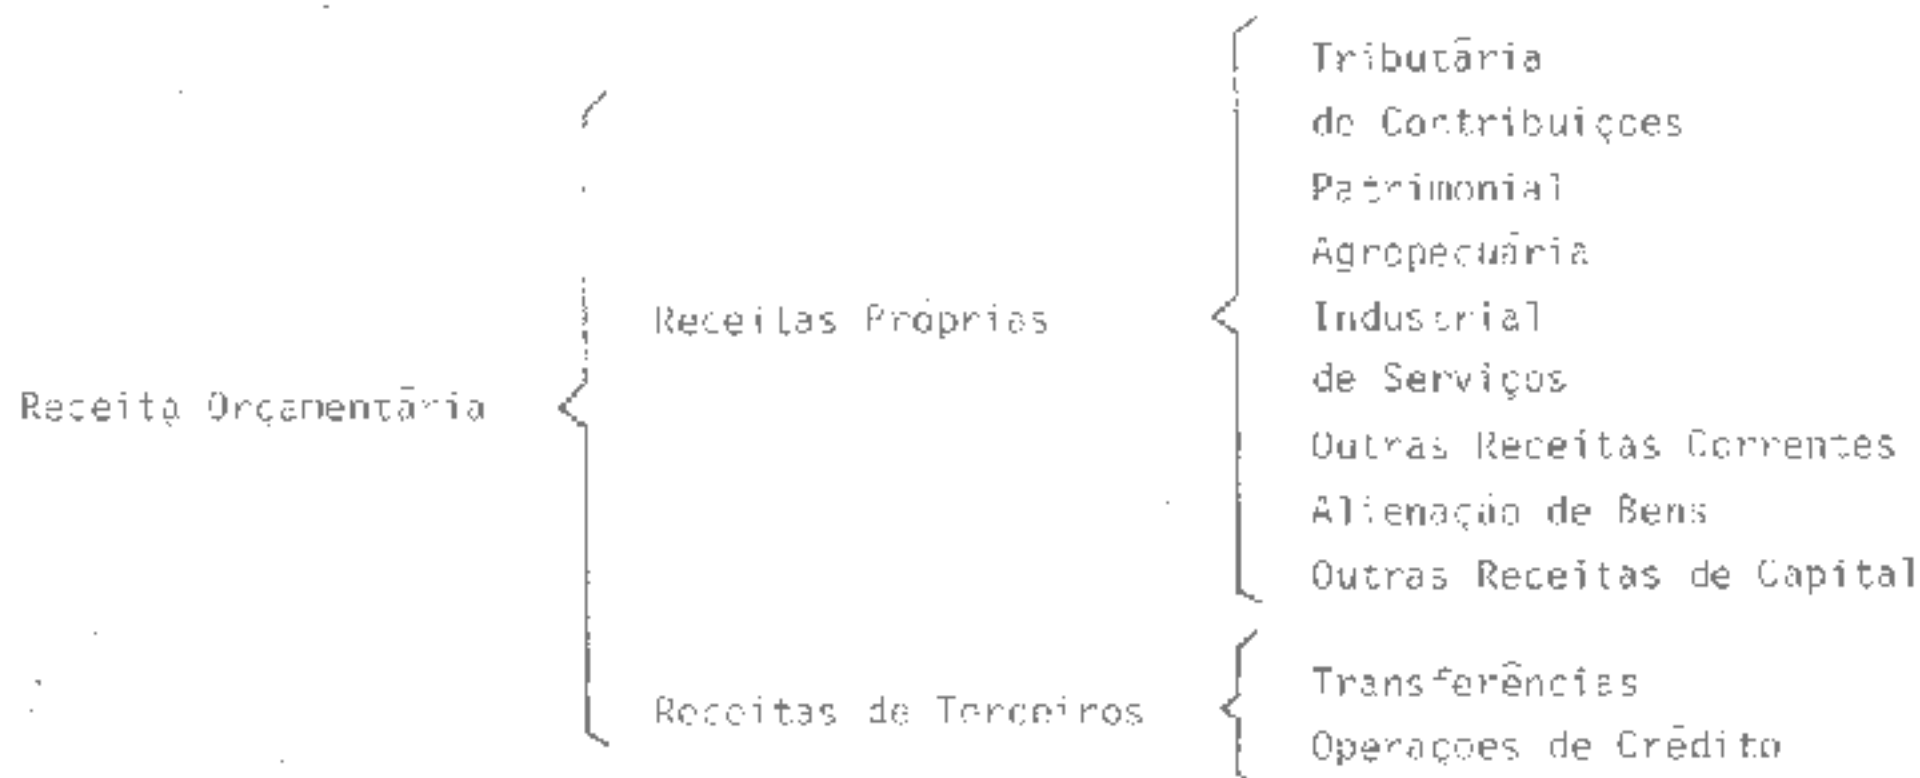 Tributária
de Contribuições
Patrimonial
Agropecuária
Receitas Próprias
Industrial
de Serviços
Receita Orçamentária
Outras Receitas Correntes
Alienação de Bens
Outras Receitas de Capital
Transferências
Receitas de Terceiros
Operações de Crédito